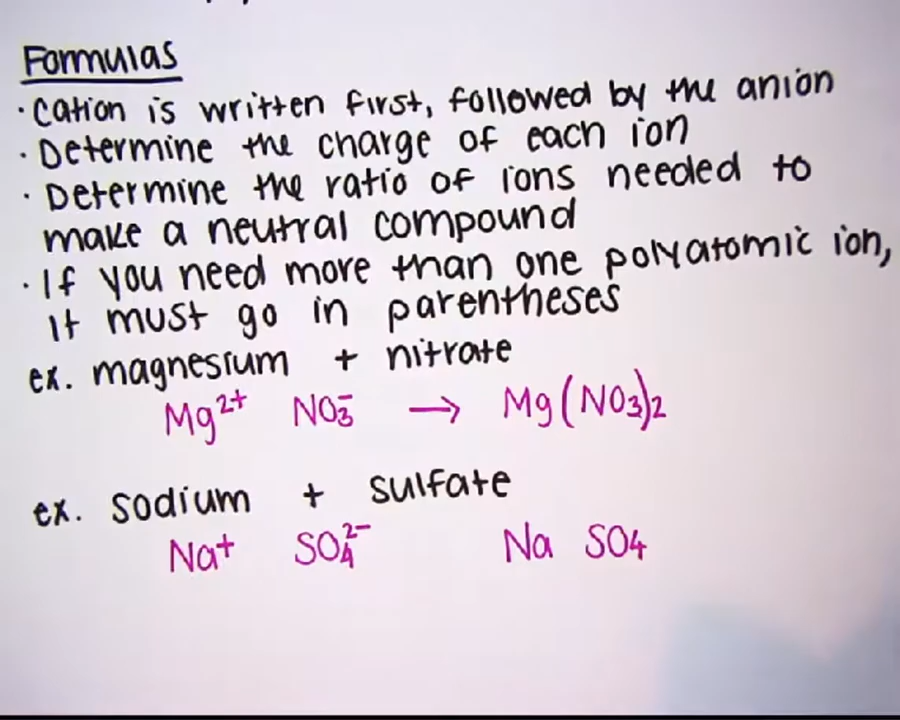 Formulas
· Cation is written first, followed by the anion
· Determine the charge of each ion
· Determine the ratio of ions needed to
make a neutral compound
· If you need more than one polyatomic ion,
it must go in parentheses
ex. magnesium + nitrate
Mg²⁺ NO₃⁻ → Mg(NO₃)₂
ex. sodium + sulfate
Na⁺ SO₄²⁻ Na SO₄